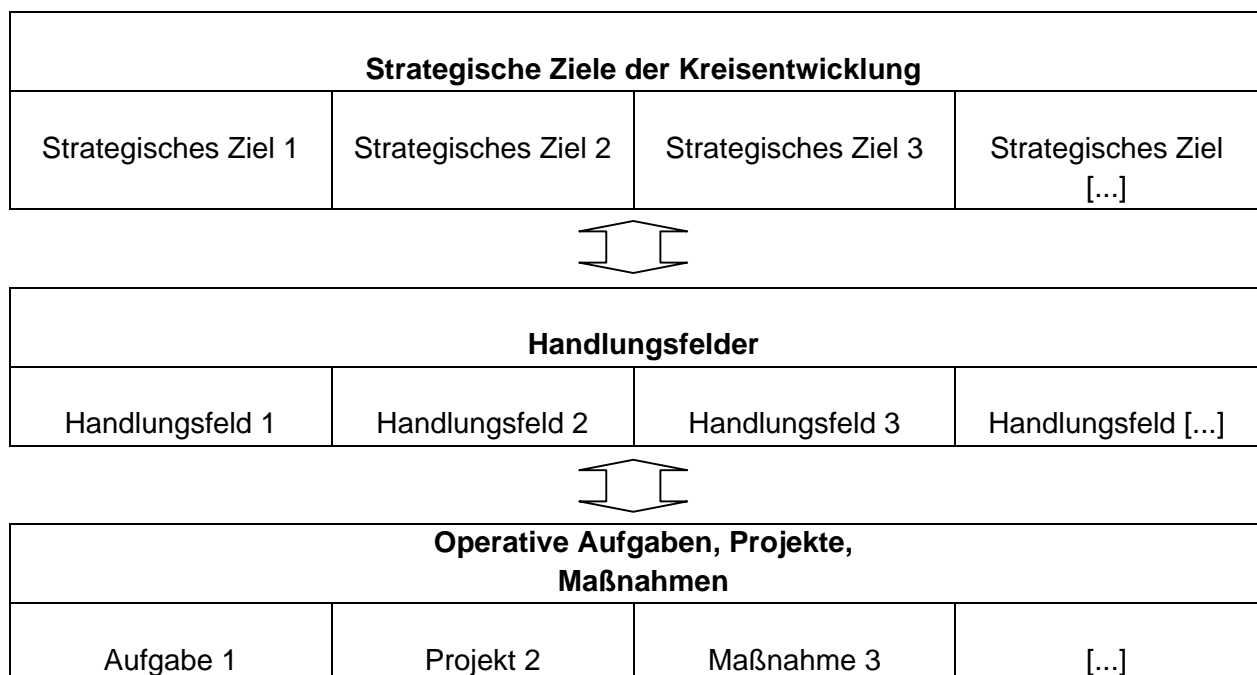 Strategische Ziele der Kreisentwicklung
Strategisches Ziel 1
Strategisches Ziel 2
Strategisches Ziel 3
Strategisches Ziel
[...]
Handlungsfelder
Handlungsfeld 1
Handlungsfeld 2
Handlungsfeld 3
Handlungsfeld [...]
Operative Aufgaben, Projekte,
Maßnahmen
Aufgabe 1
Projekt 2
Maßnahme 3
[...]